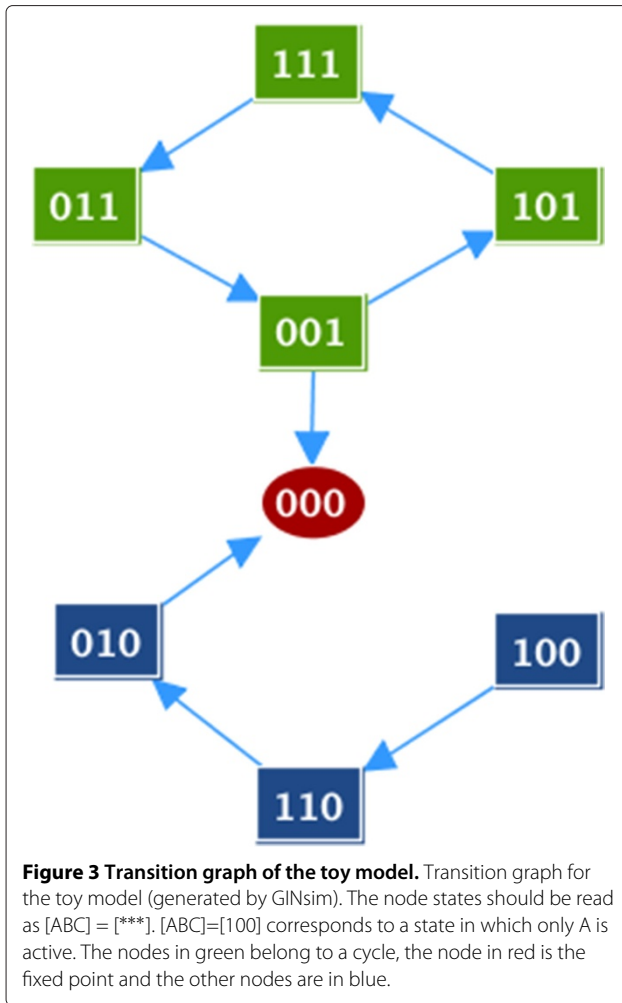 111
011
101
001
000
010
100
110
Figure 3 Transition graph of the toy model. Transition graph for
the toy model (generated by GINsim). The node states should be read
as [ABC] = [***]. [ABC]=[100] corresponds to a state in which only A is
active. The nodes in green belong to a cycle, the node in red is the
fixed point and the other nodes are in blue.